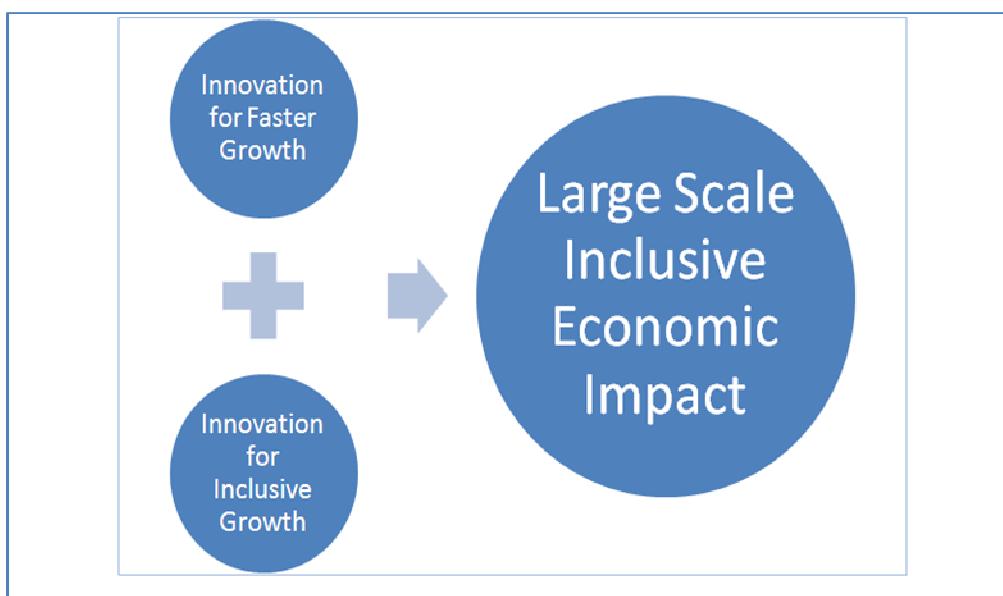 Innovation
for Faster
Growth
Innovation
for
Inclusive
Growth
Large Scale
Inclusive
Economic
Impact